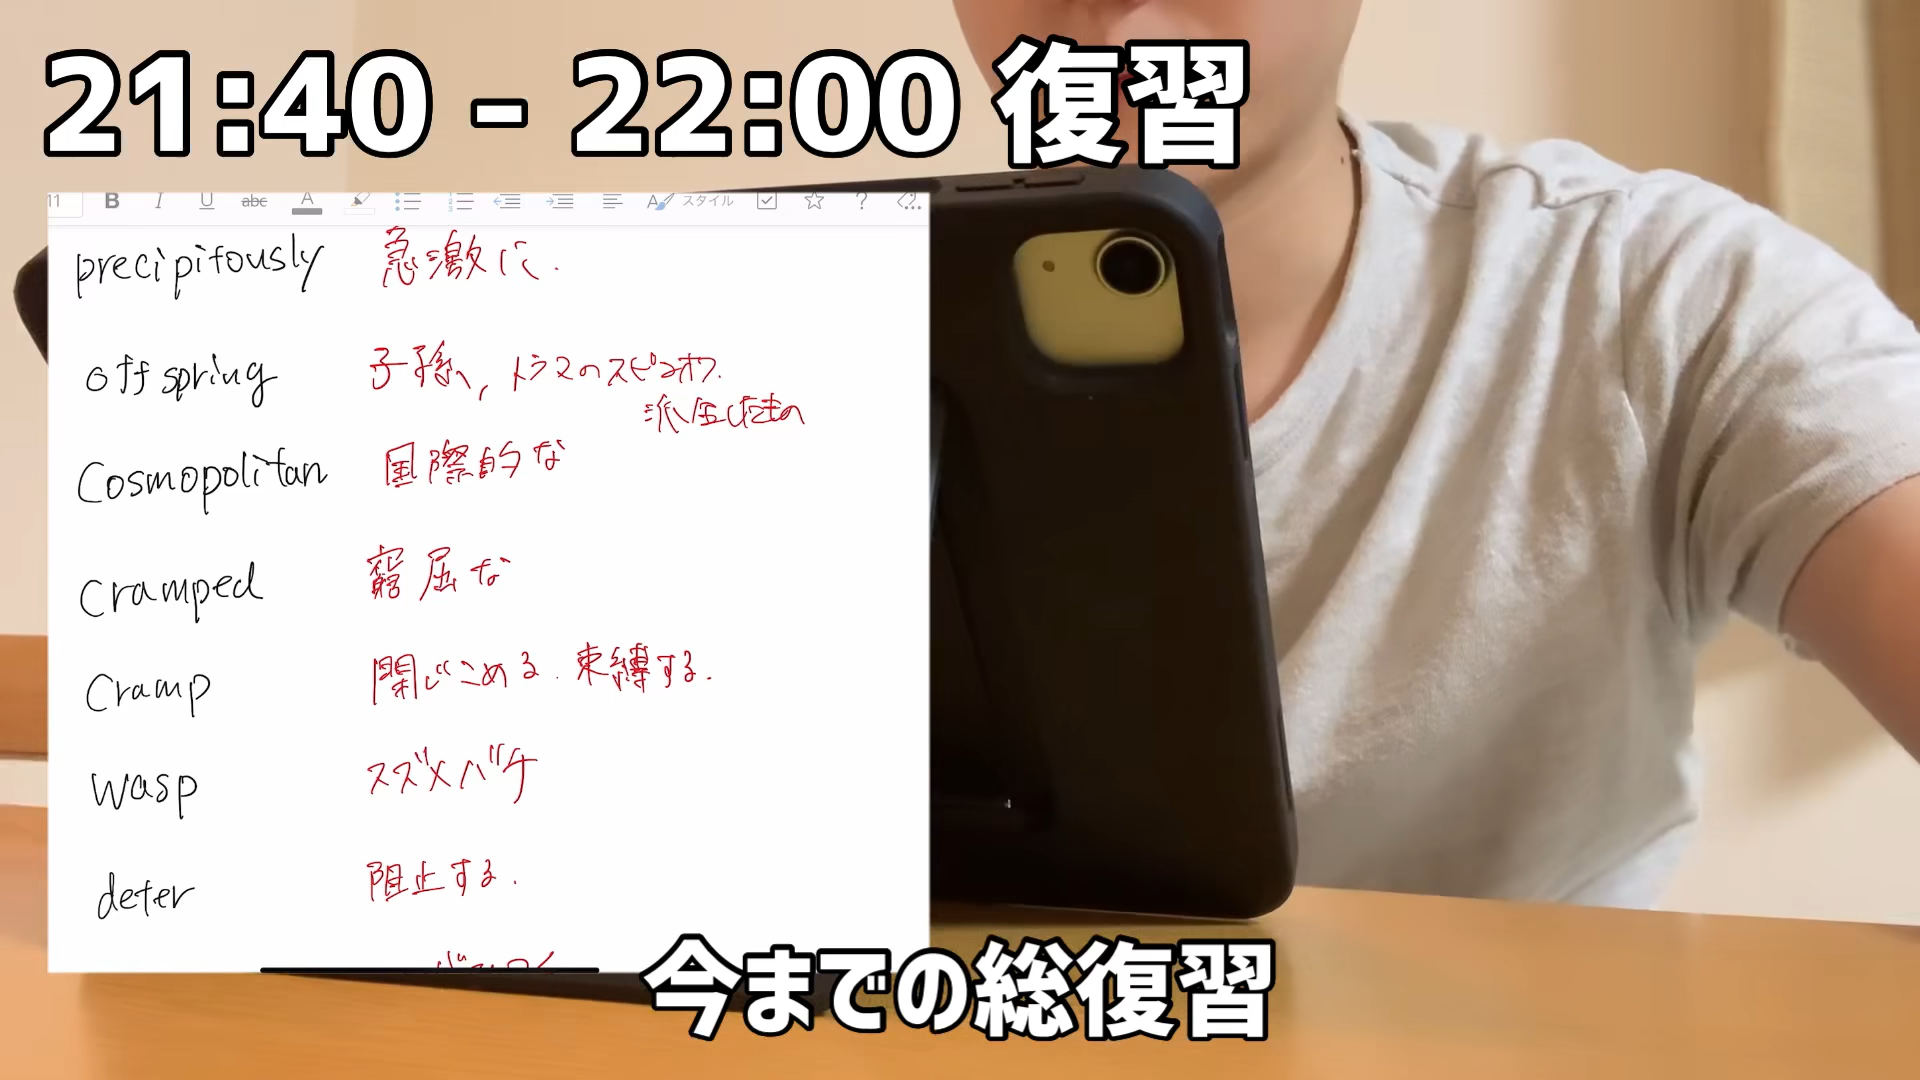 21:40 - 22:00 復習
11 B I U abc A スタイル ?
precipitously 急激に.
offspring 子孫, ドラマのスピンオフ.
派生したもの
Cosmopolitan 国際的な
Cramped 窮屈な
Cramp 閉じこめる. 束縛する.
wasp スズメバチ
deter 阻止する.
今までの総復習